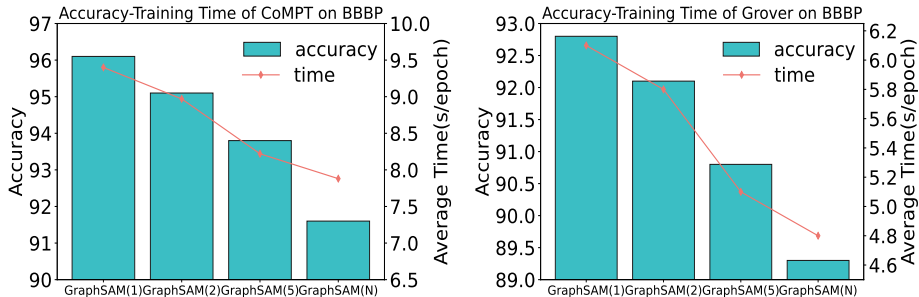 Accuracy-Training Time of CoMPT on BBBP
97
96
95
94
93
92
91
90
Accuracy
accuracy
time
10.0
9.5
9.0
8.5
8.0
7.5
7.0
6.5
Average Time(s/epoch)
GraphSAM(1) GraphSAM(2) GraphSAM(5) GraphSAM(N)
Accuracy-Training Time of Grover on BBBP
93.0
92.5
92.0
91.5
91.0
90.5
90.0
89.5
89.0
Accuracy
accuracy
time
6.2
6.0
5.8
5.6
5.4
5.2
5.0
4.8
4.6
Average Time(s/epoch)
GraphSAM(1) GraphSAM(2) GraphSAM(5) GraphSAM(N)